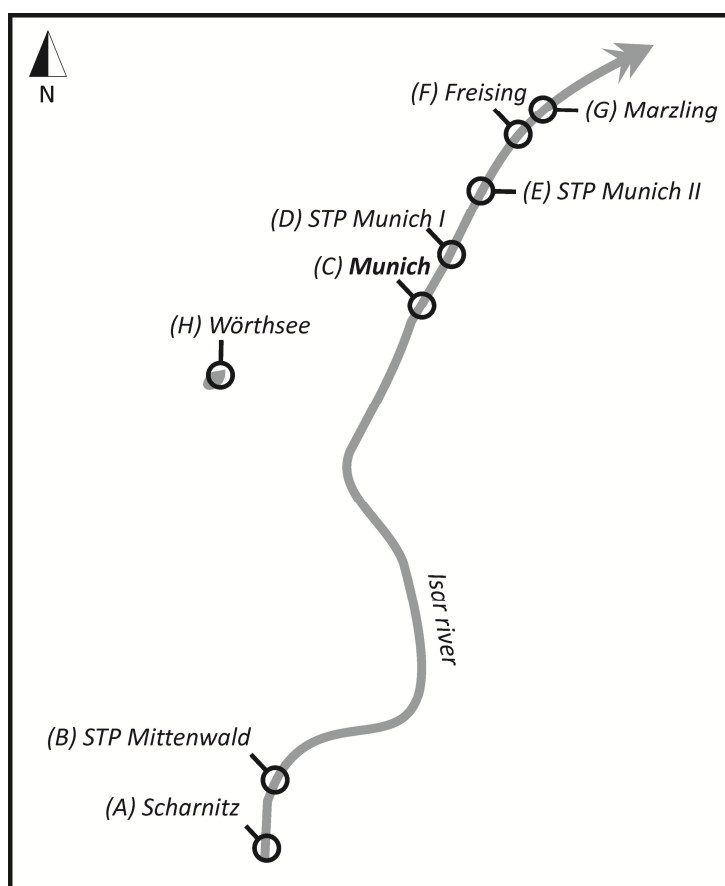 N
(F) Freising
(G) Marzling
(E) STP Munich II
(D) STP Munich I
(C) Munich
(H) Wörthsee
Isar river
(B) STP Mittenwald
(A) Scharnitz